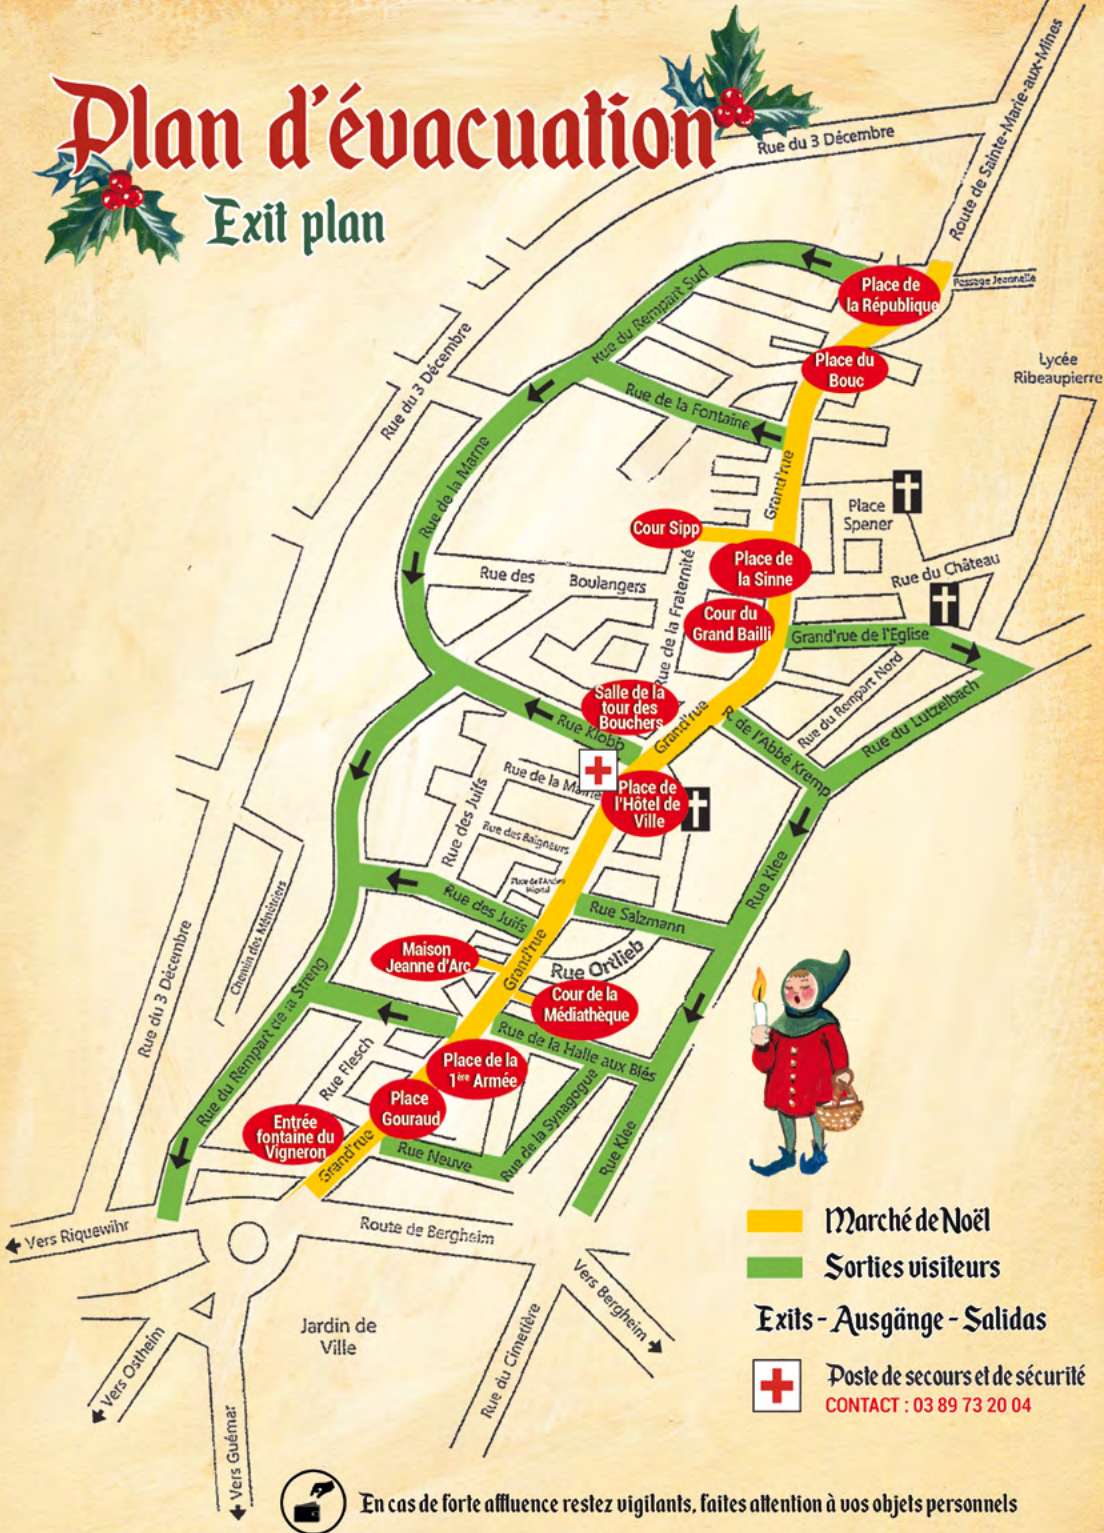 Plan d'évacuation
Exit plan
Rue du 3 Décembre
Route de Sainte-Marie-aux-Mines
Place de
la République
Passage Jeannelle
Rue du Rempart Sud
Place du
Bouc
Lycée
Ribeaupierre
Rue du 3 Décembre
Rue de la Fontaine
Rue de la Marne
Grand'rue
Place
Spener
Cour Sipp
Place de
la Sinne
Rue des Boulangers
Rue de la Fraternité
Rue du Château
Cour du
Grand Bailli
Grand'rue de l'Eglise
Rue du Rempart Nord
Rue du Lutzelbach
Salle de la
tour des
Bouchers
Rue Klobb
Grand'rue
R. de l'Abbé Kremp
Rue de la Mairie
Place de
l'Hôtel de
Ville
Rue des Juifs
Rue des Baigneurs
Rue Klee
Place de l'Ancien
Hôpital
Rue des Juifs
Rue Salzmann
Chemin des Ménétriers
Rue du 3 Décembre
Maison
Jeanne d'Arc
Grand'rue
Rue Ortlieb
Cour de la
Médiathèque
Rue du Rempart de la Streng
Rue de la Halle aux Blés
Rue Flesch
Place de la
1ère Armée
Place
Gouraud
Entrée
fontaine du
Vigneron
Grand'rue
Rue Neuve
Rue de la Synagogue
Rue Klee
Vers Riquewihr
Route de Bergheim
Vers Bergheim
Jardin de
Ville
Vers Ostheim
Rue du Cimetière
Vers Guémar
Marché de Noël
Sorties visiteurs
Exits - Ausgänge - Salidas
Poste de secours et de sécurité
CONTACT : 03 89 73 20 04
En cas de forte affluence restez vigilants, faites attention à vos objets personnels